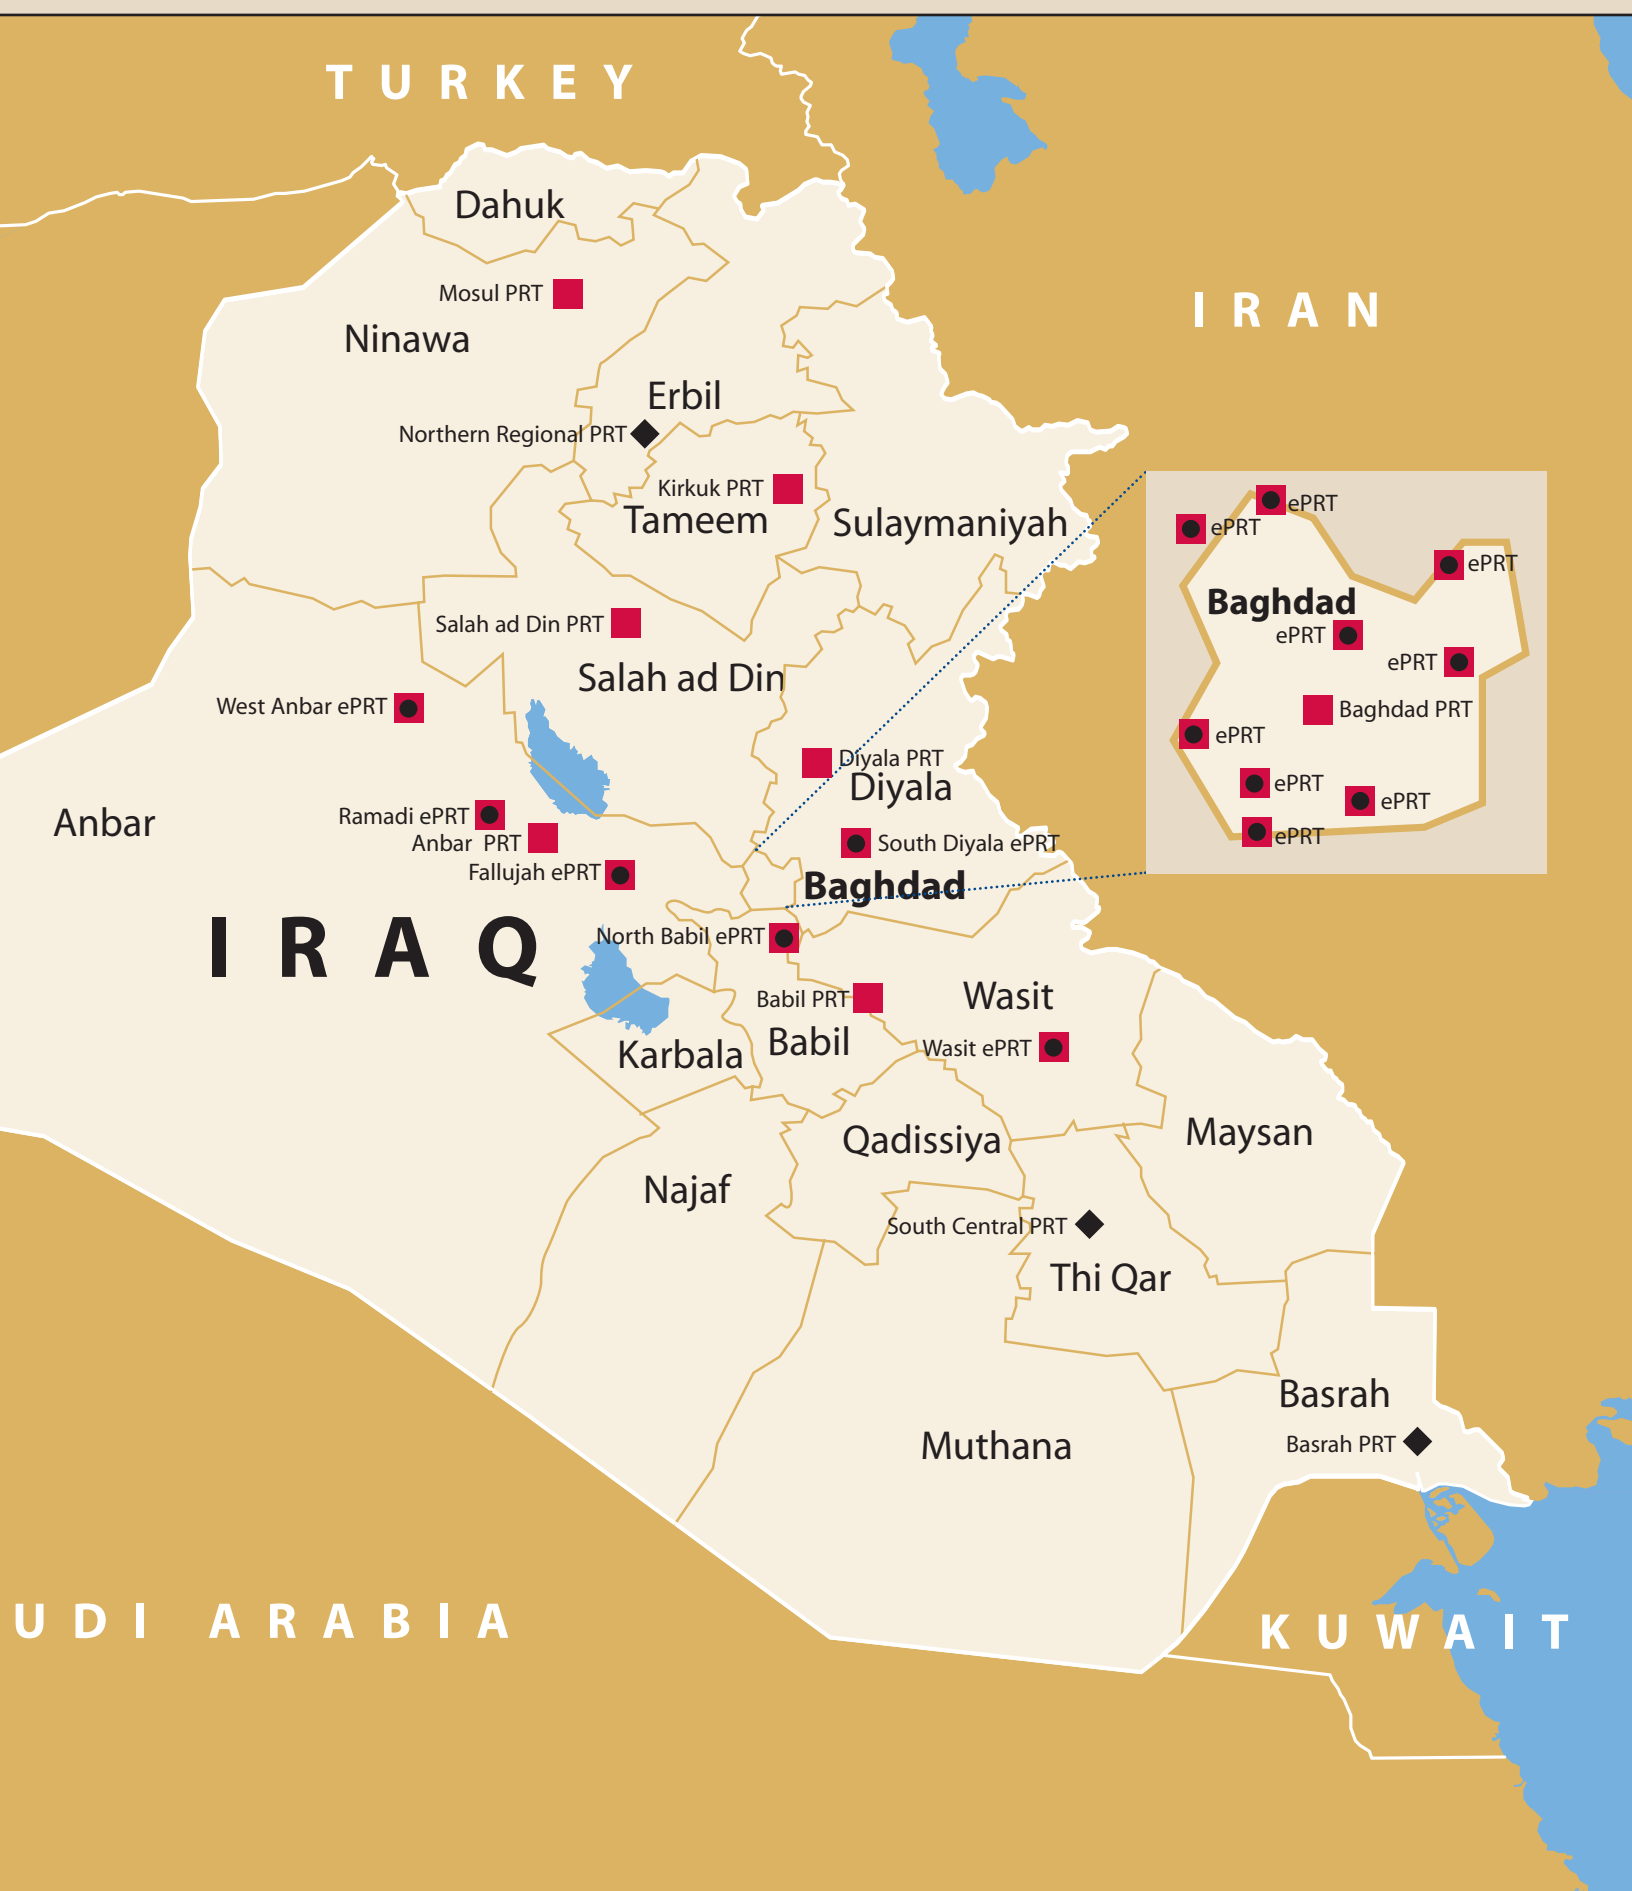 TURKEY
Dahuk
Mosul PRT
IRAN
Ninawa
Erbil
Northern Regional PRT
Kirkuk PRT
Tameem
Sulaymaniyah
ePRT
ePRT
ePRT
Baghdad
ePRT
ePRT
Baghdad PRT
ePRT
ePRT
ePRT
ePRT
Salah ad Din PRT
Salah ad Din
West Anbar ePRT
Diyala PRT
Diyala
Anbar
Ramadi ePRT
Anbar PRT
Fallujah ePRT
South Diyala ePRT
Baghdad
IRAQ
North Babil ePRT
Babil PRT
Wasit
Babil
Karbala
Wasit ePRT
Qadissiya
Maysan
Najaf
South Central PRT
Thi Qar
Basrah
Basrah PRT
Muthana
UDI ARABIA
KUWAIT